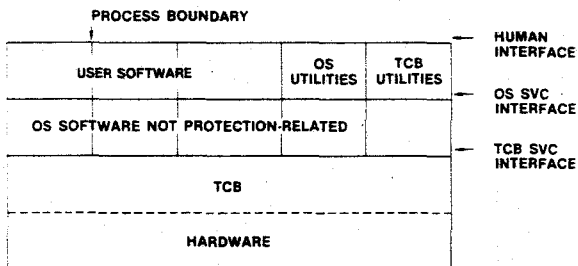 PROCESS BOUNDARY
HUMAN
INTERFACE
USER SOFTWARE
OS
UTILITIES
TCB
UTILITIES
OS SVC
INTERFACE
OS SOFTWARE NOT PROTECTION-RELATED
TCB SVC
INTERFACE
TCB
HARDWARE